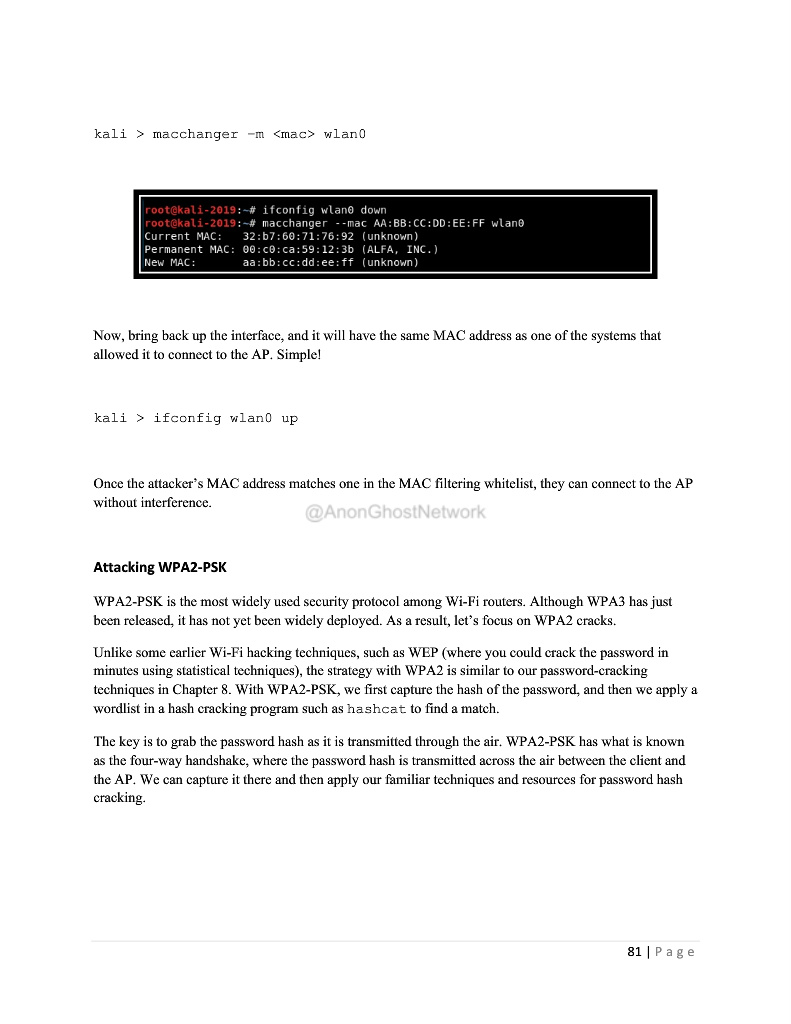 kali > macchanger –m <mac> wlan0
root@kali-2019:~# ifconfig wlan0 down
root@kali-2019:~# macchanger --mac AA:BB:CC:DD:EE:FF wlan0
Current MAC:   32:b7:60:71:76:92 (unknown)
Permanent MAC: 00:c0:ca:59:12:3b (ALFA, INC.)
New MAC:       aa:bb:cc:dd:ee:ff (unknown)
Now, bring back up the interface, and it will have the same MAC address as one of the systems that
allowed it to connect to the AP. Simple!
kali > ifconfig wlan0 up
Once the attacker’s MAC address matches one in the MAC filtering whitelist, they can connect to the AP
without interference.
@AnonGhostNetwork
Attacking WPA2-PSK
WPA2-PSK is the most widely used security protocol among Wi-Fi routers. Although WPA3 has just
been released, it has not yet been widely deployed. As a result, let’s focus on WPA2 cracks.
Unlike some earlier Wi-Fi hacking techniques, such as WEP (where you could crack the password in
minutes using statistical techniques), the strategy with WPA2 is similar to our password-cracking
techniques in Chapter 8. With WPA2-PSK, we first capture the hash of the password, and then we apply a
wordlist in a hash cracking program such as hashcat to find a match.
The key is to grab the password hash as it is transmitted through the air. WPA2-PSK has what is known
as the four-way handshake, where the password hash is transmitted across the air between the client and
the AP. We can capture it there and then apply our familiar techniques and resources for password hash
cracking.
81 | Page